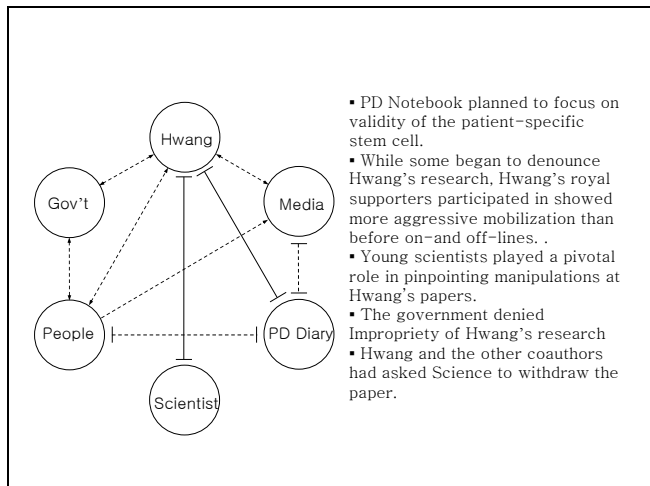 Hwang
Gov't
Media
People
PD Diary
Scientist
▪ PD Notebook planned to focus on
validity of the patient-specific
stem cell.
▪ While some began to denounce
Hwang's research, Hwang's royal
supporters participated in showed
more aggressive mobilization than
before on-and off-lines. .
▪ Young scientists played a pivotal
role in pinpointing manipulations at
Hwang's papers.
▪ The government denied
Impropriety of Hwang's research
▪ Hwang and the other coauthors
had asked Science to withdraw the
paper.